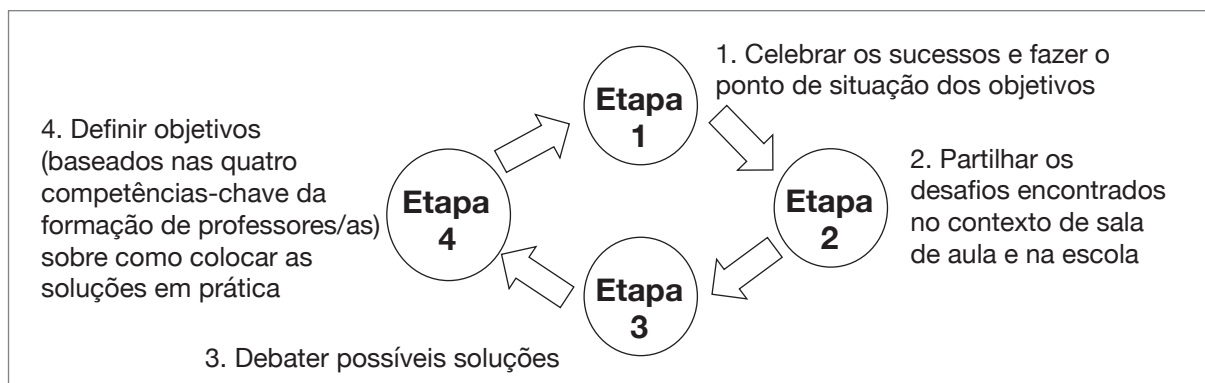 1. Celebrar os sucessos e fazer o
ponto de situação dos objetivos
Etapa
1
2. Partilhar os
desafios encontrados
no contexto de sala
de aula e na escola
Etapa
2
Etapa
3
3. Debater possíveis soluções
4. Definir objetivos
(baseados nas quatro
competências-chave da
formação de professores/as)
sobre como colocar as
soluções em prática
Etapa
4